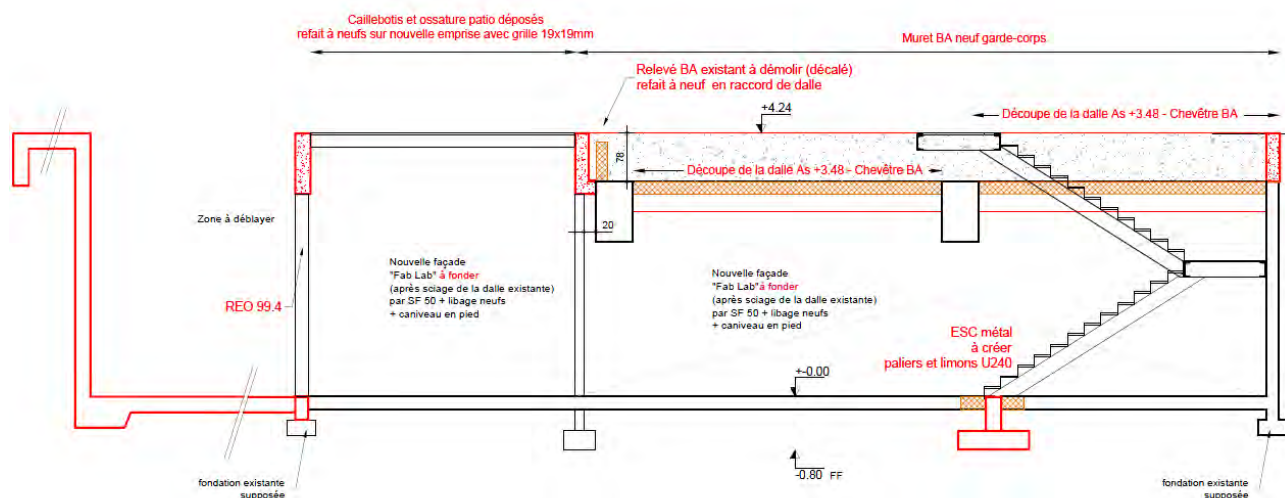 Caillebotis et ossature patio déposés
refait à neufs sur nouvelle emprise avec grille 19x19mm
Muret BA neuf garde-corps
Relevé BA existant à démolir (décalé)
refait à neuf en raccord de dalle
+4.24
Découpe de la dalle As +3.48 - Chevêtre BA
78
Découpe de la dalle As +3.48 - Chevêtre BA
Zone à déblayer
20
Nouvelle façade
"Fab Lab" à fonder
(après sciage de la dalle existante)
par SF 50 + libage neufs
+ caniveau en pied
Nouvelle façade
"Fab Lab"à fonder
(après sciage de la dalle existante)
par SF 50 + libage neufs
+ caniveau en pied
REO 99.4
ESC métal
à créer
paliers et limons U240
+-0.00
-0.80 FF
fondation existante
supposée
fondation existante
supposée